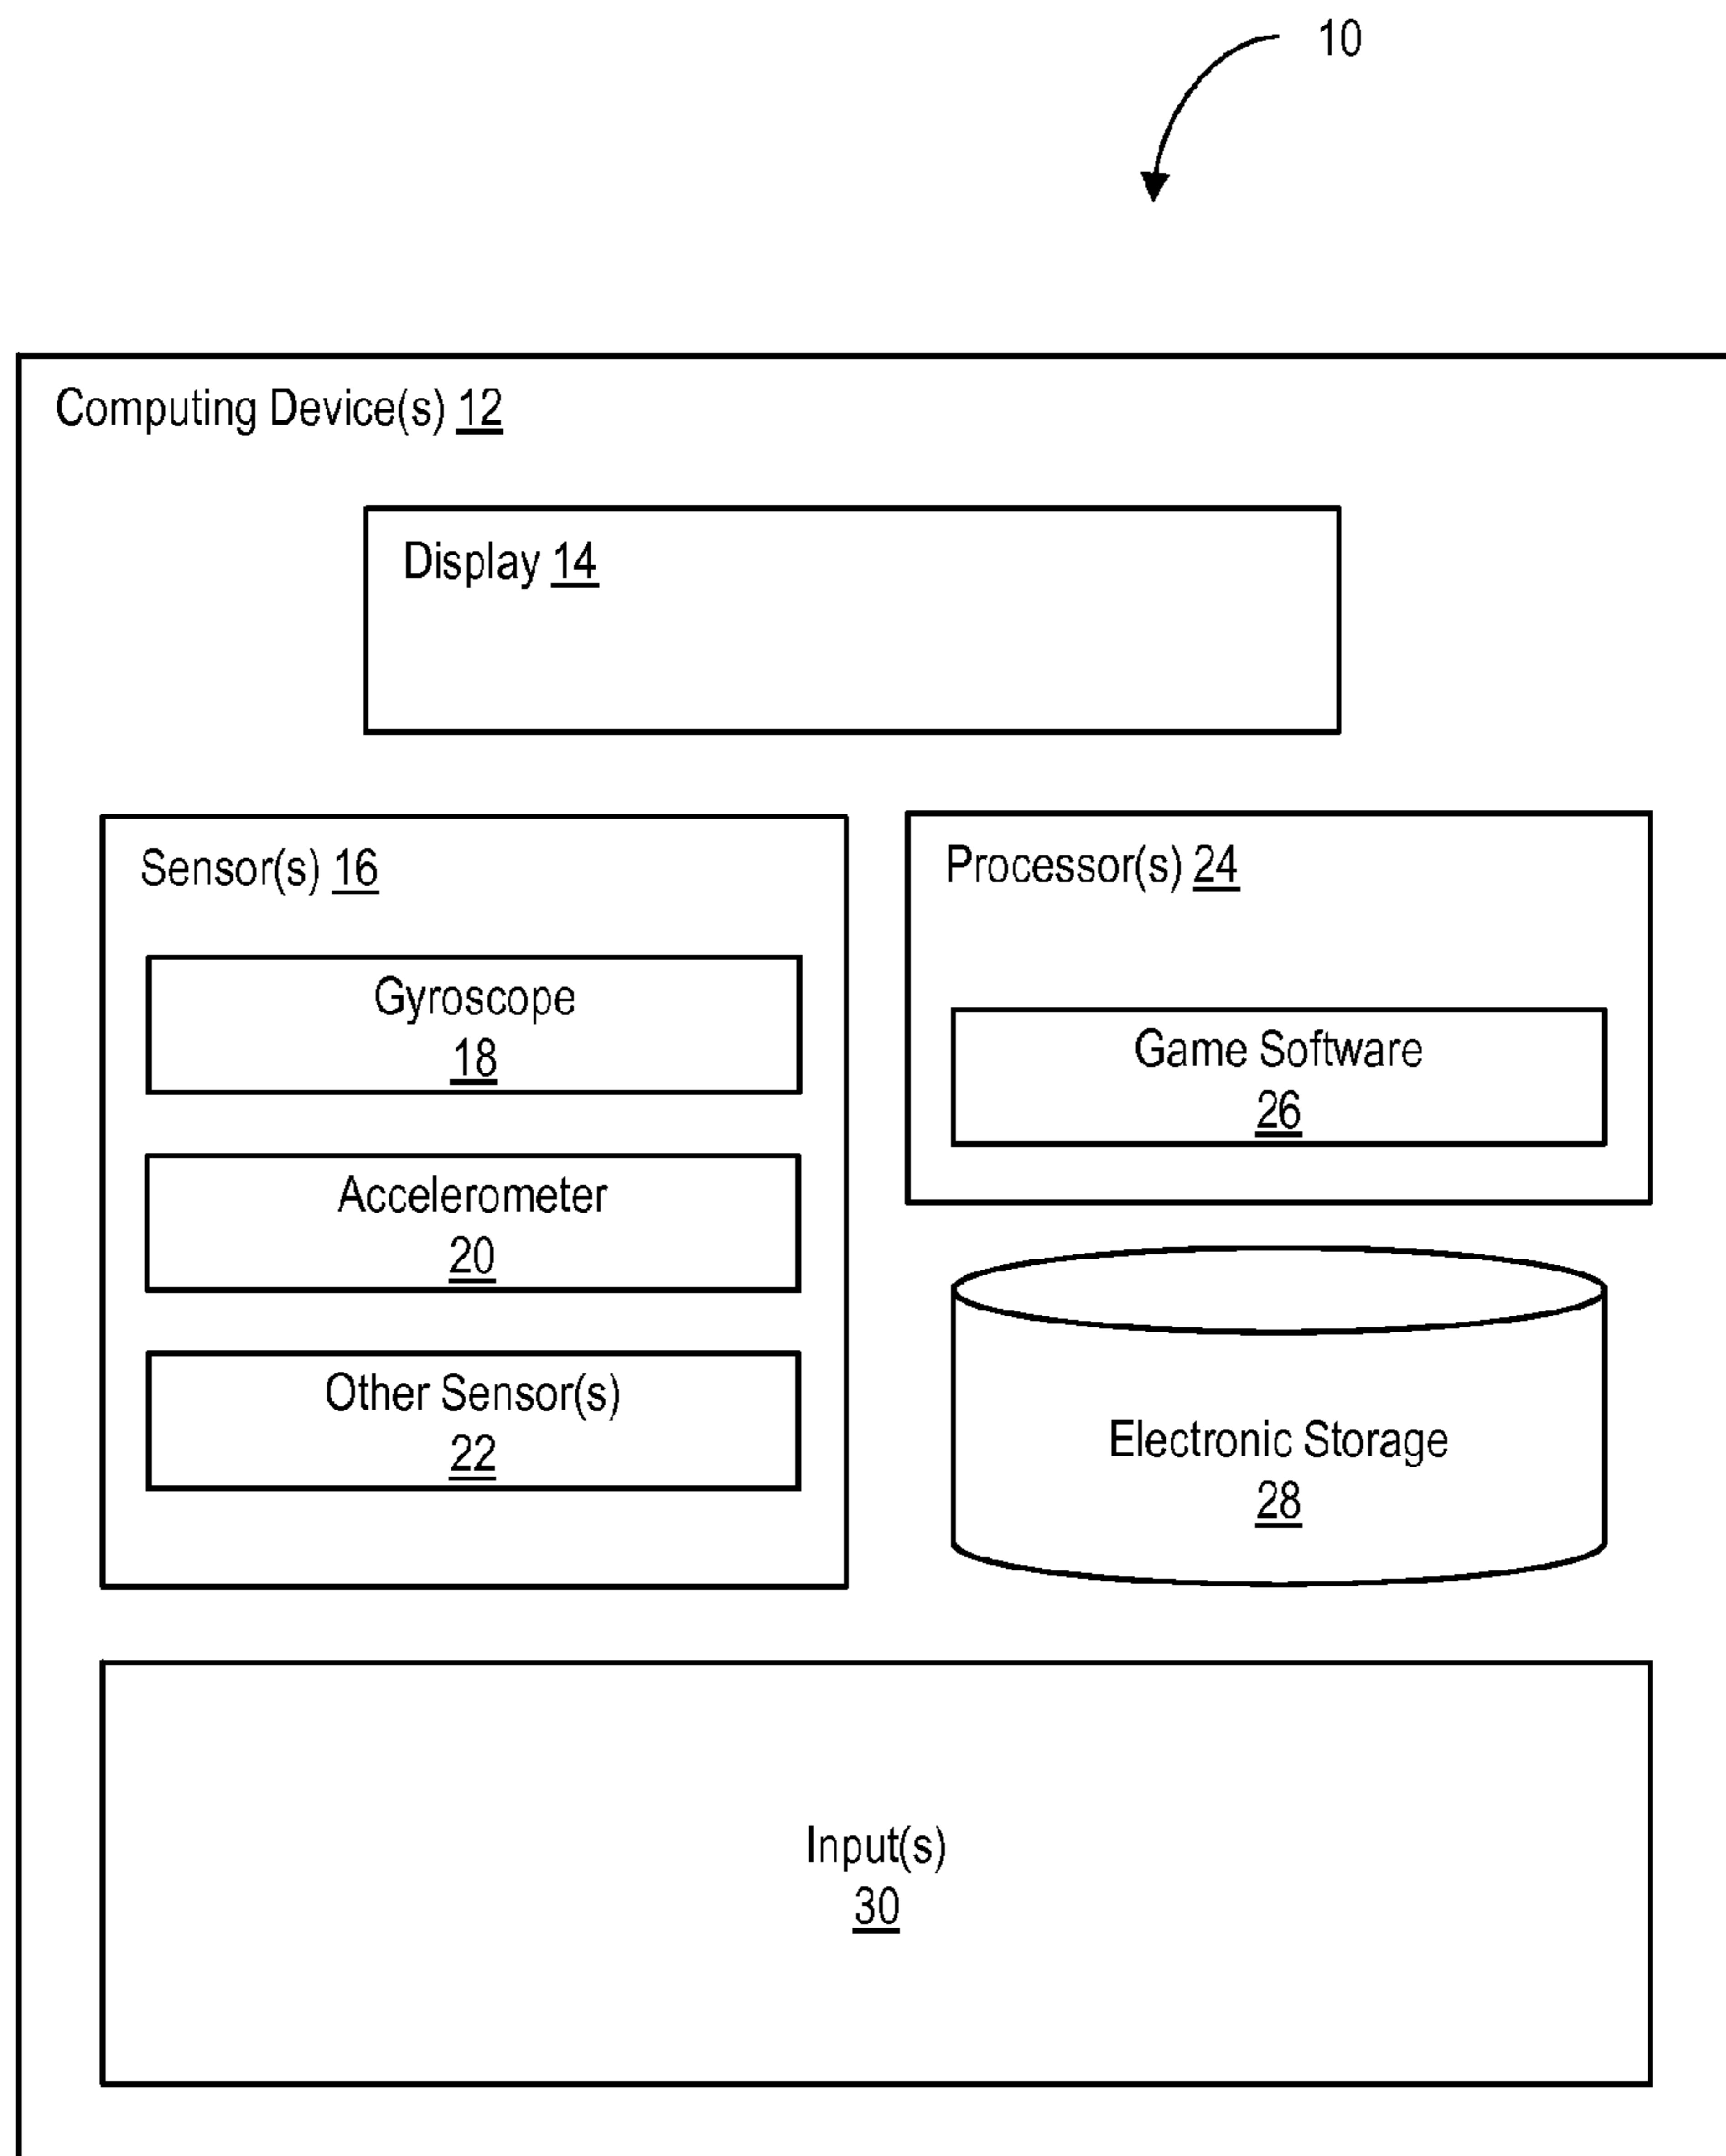 10
Computing Device(s) 12
Display 14
Sensor(s) 16
Gyroscope
18
Accelerometer
20
Other Sensor(s)
22
Processor(s) 24
Game Software
26
Electronic Storage
28
Input(s)
30